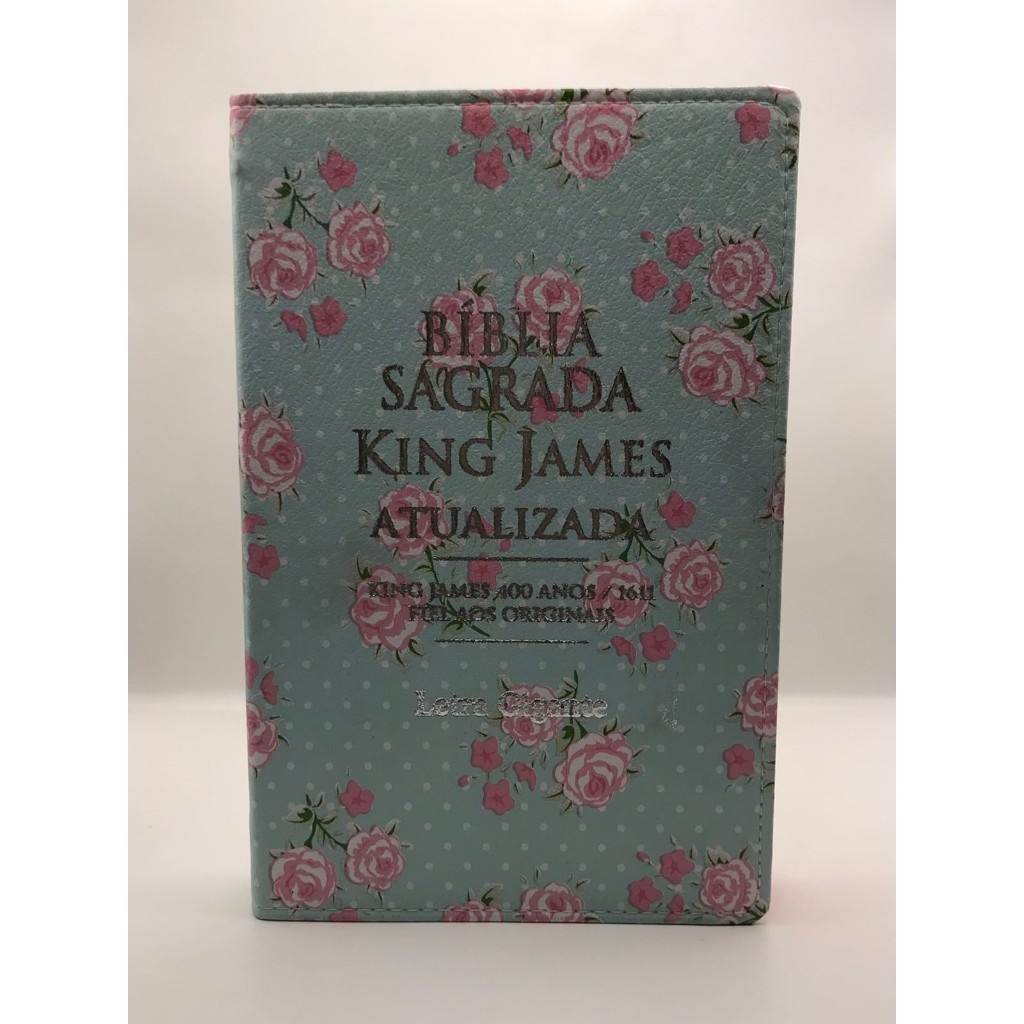 BÍBLIA
SAGRADA
KING JAMES
ATUALIZADA
KING JAMES 400 ANOS / 1611
FIEL AOS ORIGINAIS
Letra Gigante